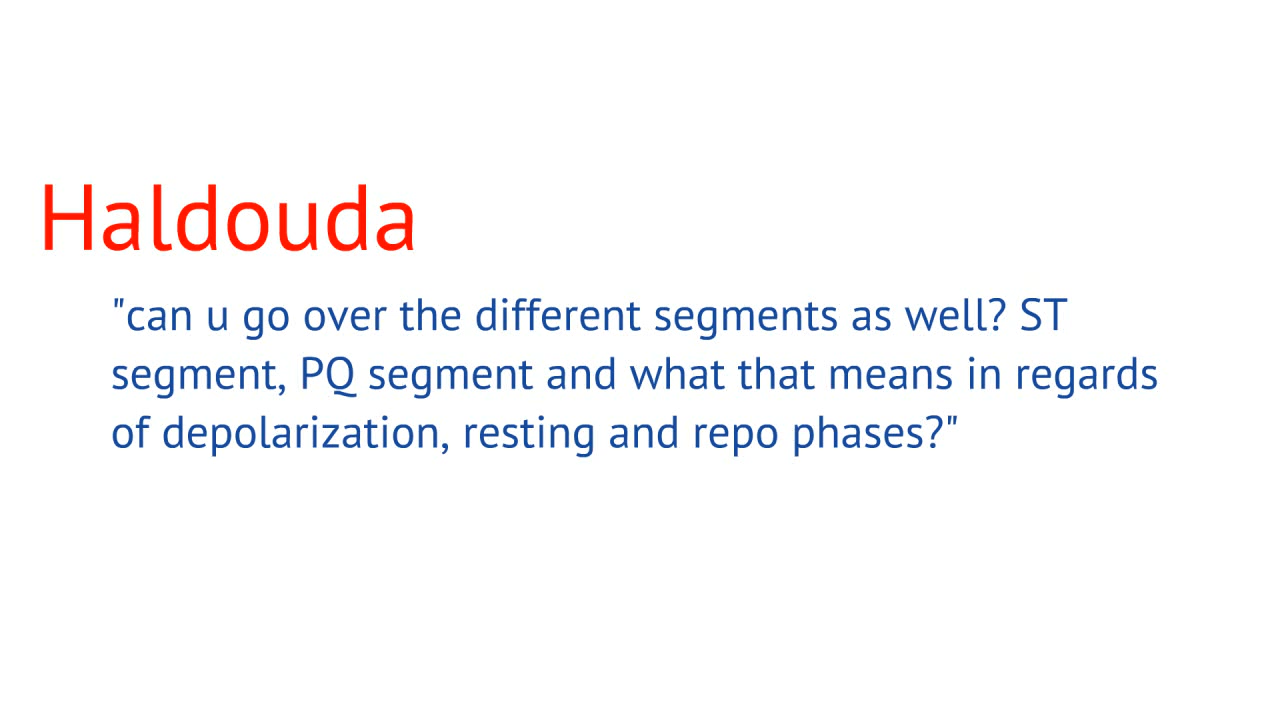 Haldouda
"can u go over the different segments as well? ST
segment, PQ segment and what that means in regards
of depolarization, resting and repo phases?"